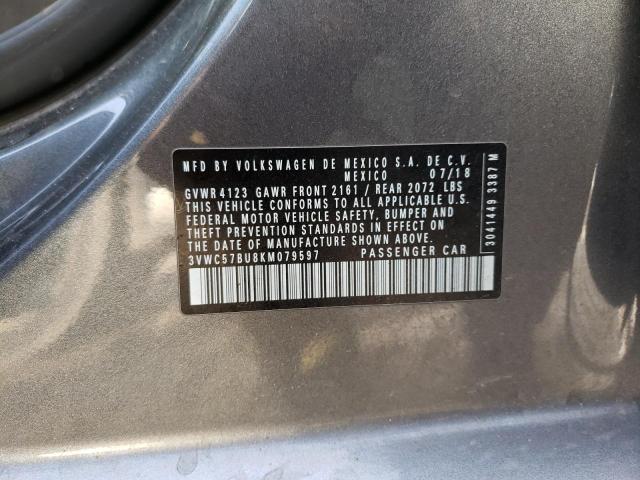 MFD BY VOLKSWAGEN DE MEXICO S.A. DE C.V.
MEXICO 07/18
GVWR 4123 GAWR FRONT 2161 / REAR 2072 LBS
THIS VEHICLE CONFORMS TO ALL APPLICABLE U.S.
FEDERAL MOTOR VEHICLE SAFETY, BUMPER AND
THEFT PREVENTION STANDARDS IN EFFECT ON THE
DATE OF MANUFACTURE SHOWN ABOVE.
3VWC57BU8KM079597 PASSENGER CAR
3041449 3387 M